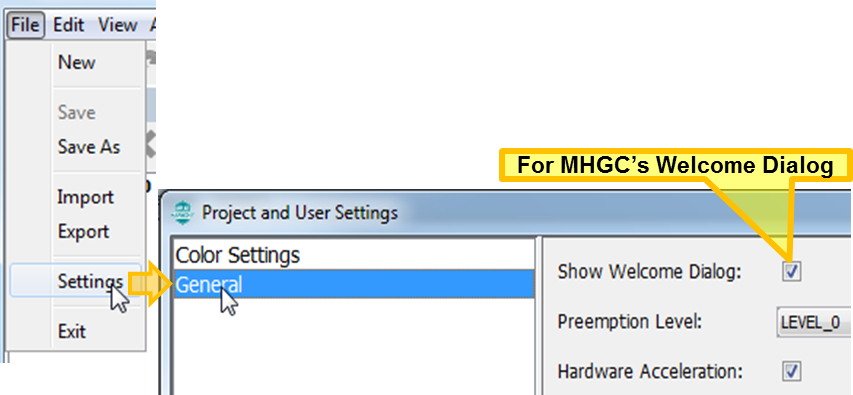 File Edit View A
New
Save
Save As
Import
Export
Settings
Exit
For MHGC's Welcome Dialog
Project and User Settings
Color Settings
General
Show Welcome Dialog:
Preemption Level: LEVEL_0
Hardware Acceleration: